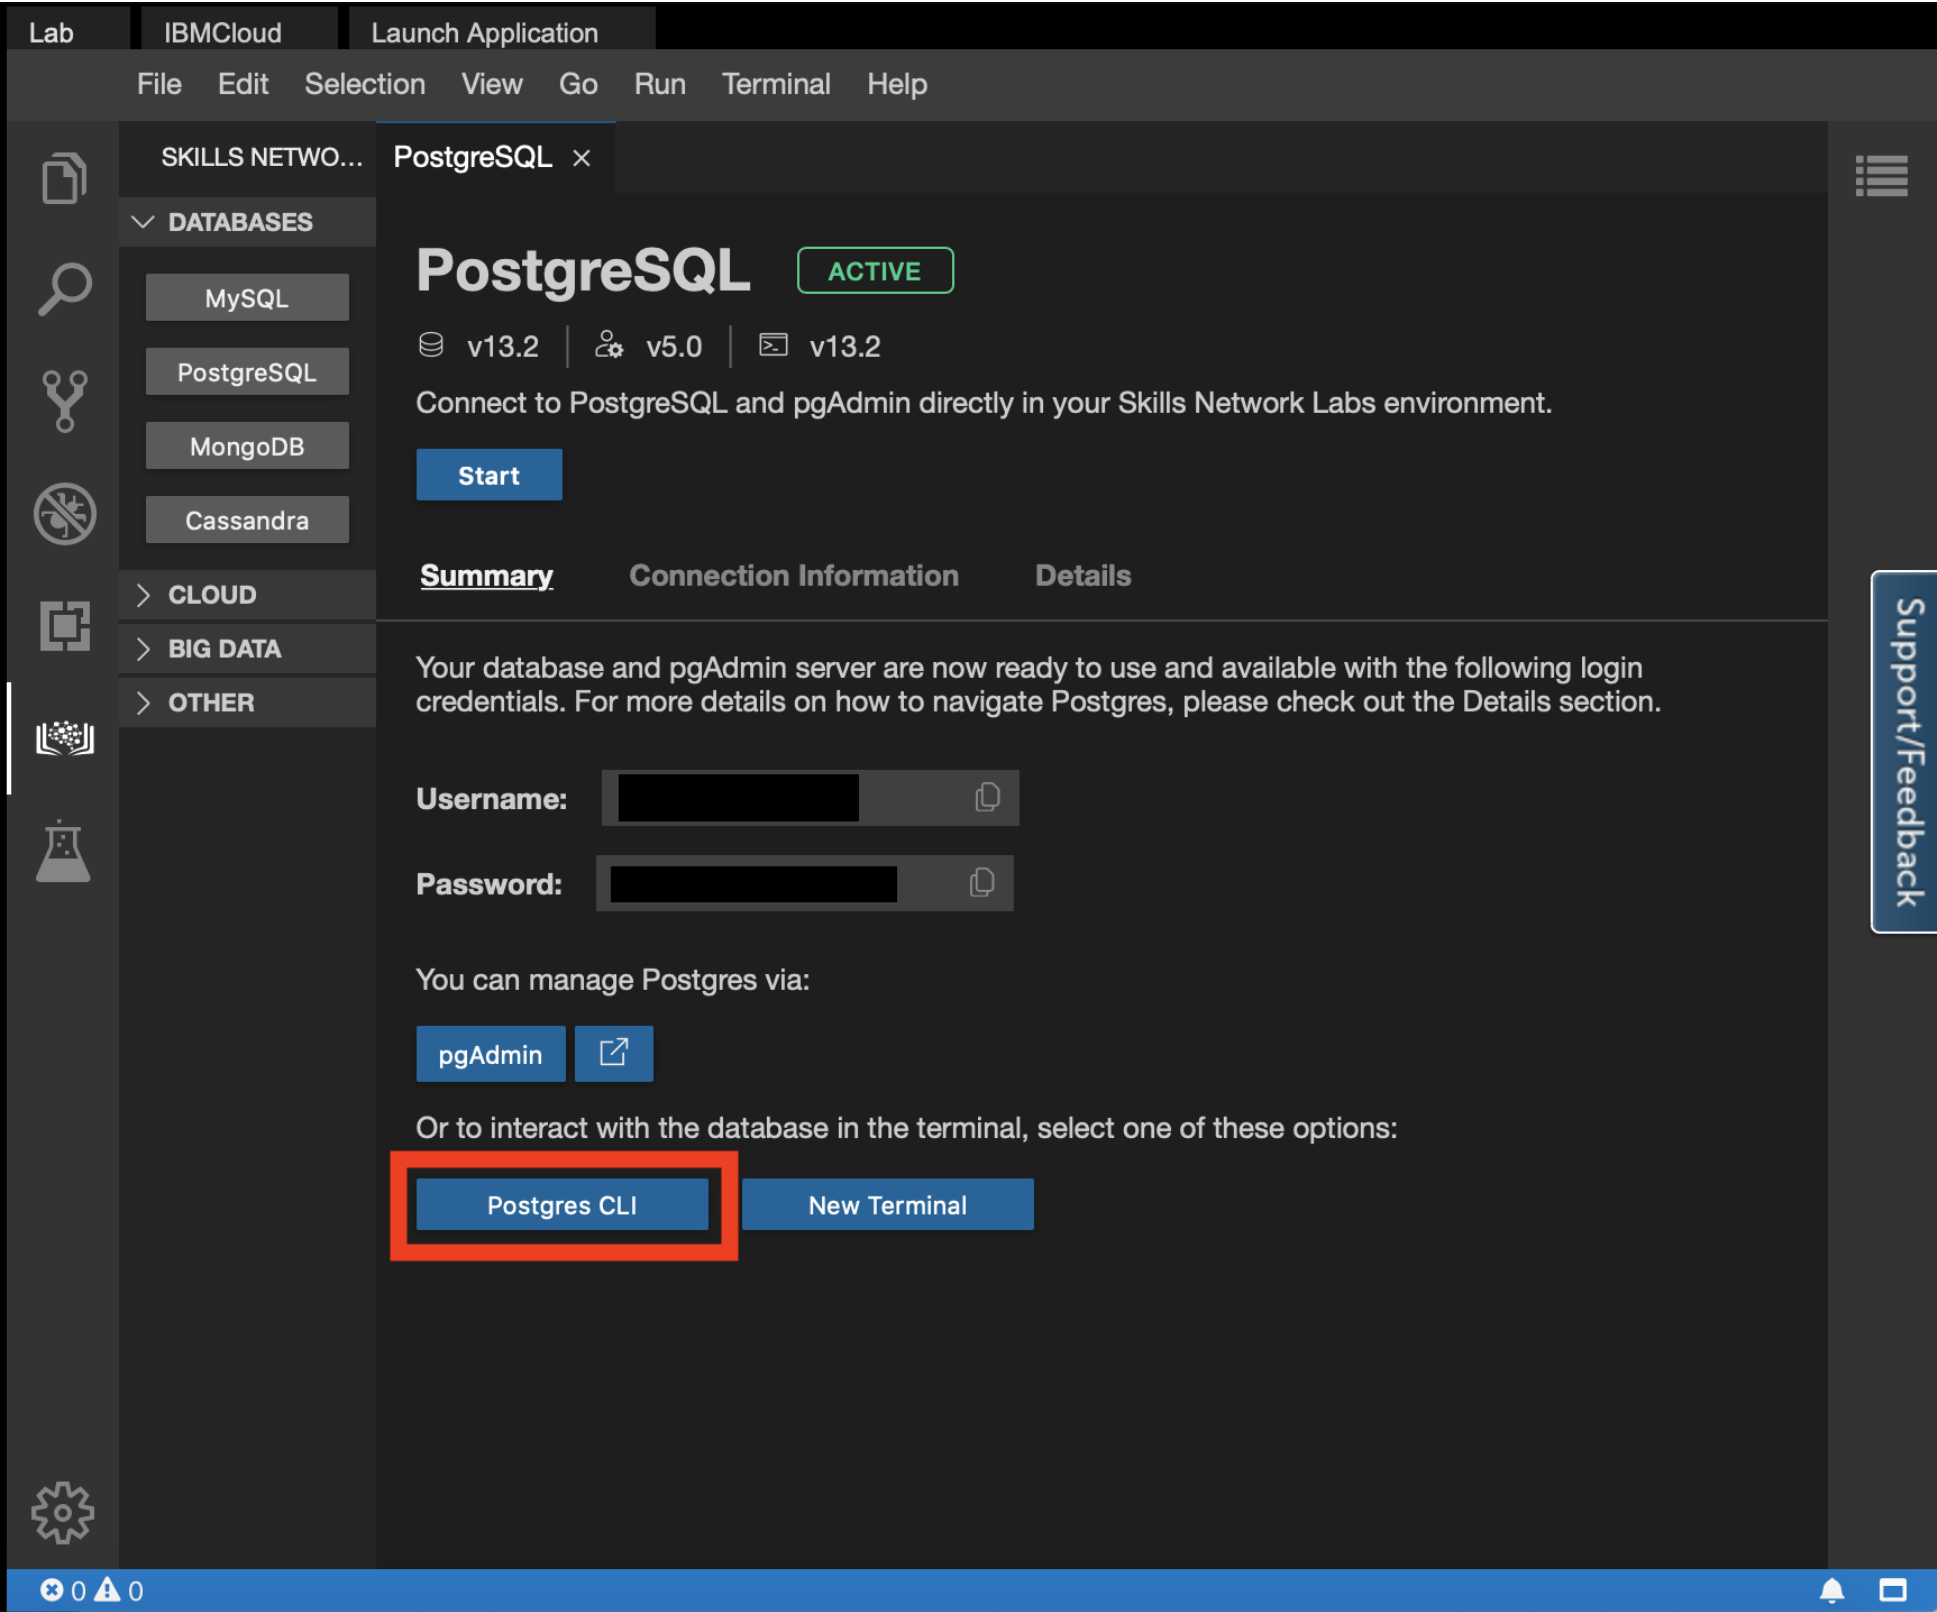 Lab IBMCloud Launch Application
File Edit Selection View Go Run Terminal Help
SKILLS NETWO... PostgreSQL ×
DATABASES
MySQL
PostgreSQL
MongoDB
Cassandra
CLOUD
BIG DATA
OTHER
PostgreSQL ACTIVE
v13.2 v5.0 v13.2
Connect to PostgreSQL and pgAdmin directly in your Skills Network Labs environment.
Start
Summary Connection Information Details
Your database and pgAdmin server are now ready to use and available with the following login
credentials. For more details on how to navigate Postgres, please check out the Details section.
Username:
Password:
You can manage Postgres via:
pgAdmin
Or to interact with the database in the terminal, select one of these options:
Postgres CLI New Terminal
Support/Feedback
0 0